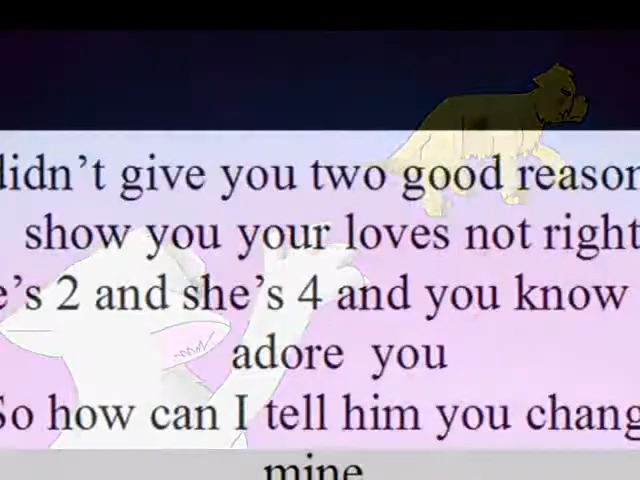 didn't give you two good reason
show you your loves not right
e's 2 and she's 4 and you know
adore you
So how can I tell him you chang
mine